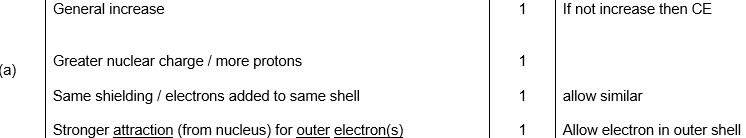 General increase 1 If not increase then CE
Greater nuclear charge / more protons 1
(a)
Same shielding / electrons added to same shell 1 allow similar
Stronger attraction (from nucleus) for outer electron(s) 1 Allow electron in outer shell